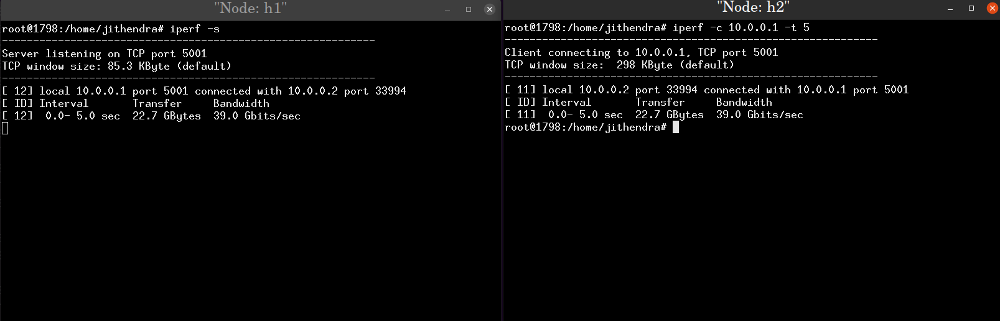 "Node: h1"
root@1798:/home/jithendra# iperf -s
------------------------------------------------------------
Server listening on TCP port 5001
TCP window size: 85.3 KByte (default)
------------------------------------------------------------
[ 12] local 10.0.0.1 port 5001 connected with 10.0.0.2 port 33994
[ ID] Interval       Transfer     Bandwidth
[ 12]  0.0- 5.0 sec  22.7 GBytes  39.0 Gbits/sec
"Node: h2"
root@1798:/home/jithendra# iperf -c 10.0.0.1 -t 5
------------------------------------------------------------
Client connecting to 10.0.0.1, TCP port 5001
TCP window size:  298 KByte (default)
------------------------------------------------------------
[ 11] local 10.0.0.2 port 33994 connected with 10.0.0.1 port 5001
[ ID] Interval       Transfer     Bandwidth
[ 11]  0.0- 5.0 sec  22.7 GBytes  39.0 Gbits/sec
root@1798:/home/jithendra#